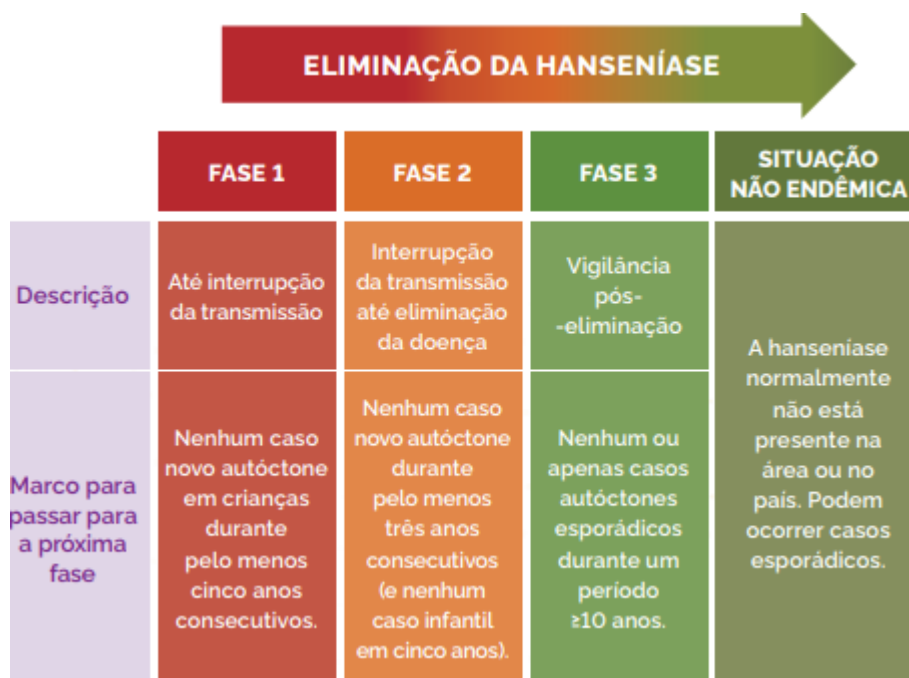 ELIMINAÇÃO DA HANSENÍASE
FASE 1
FASE 2
FASE 3
SITUAÇÃO
NÃO ENDÊMICA
Descrição
Até interrupção
da transmissão
Interrupção
da transmissão
até eliminação
da doença
Vigilância
pós-
-eliminação
A hanseníase
normalmente
não está
presente na
área ou no
país. Podem
ocorrer casos
esporádicos.
Marco para
passar para
a próxima
fase
Nenhum caso
novo autóctone
em crianças
durante
pelo menos
cinco anos
consecutivos.
Nenhum caso
novo autóctone
durante
pelo menos
três anos
consecutivos
(e nenhum
caso infantil
em cinco anos).
Nenhum ou
apenas casos
autóctones
esporádicos
durante um
período
≥10 anos.